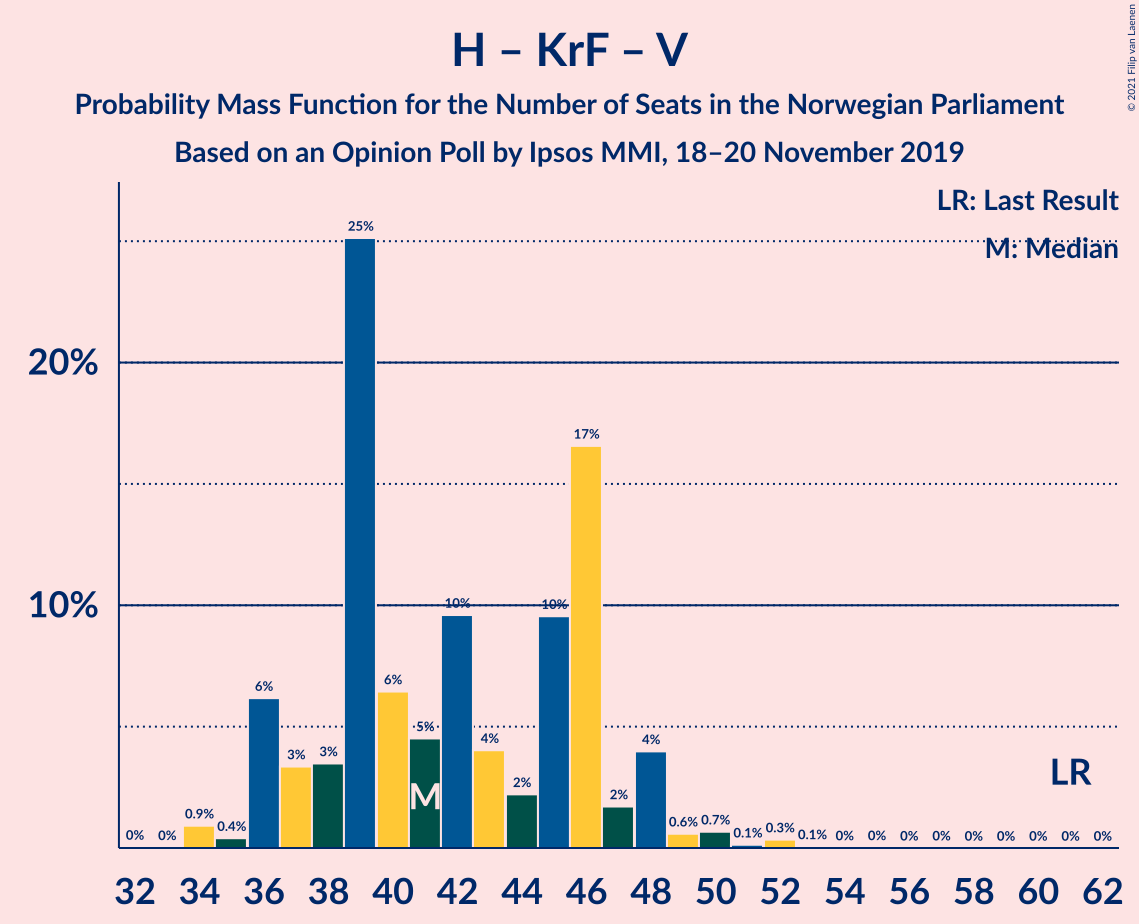 H – KrF – V
Probability Mass Function for the Number of Seats in the Norwegian Parliament
Based on an Opinion Poll by Ipsos MMI, 18–20 November 2019
© 2021 Filip van Laenen
LR: Last Result
M: Median
20%
10%
0% 0% 0.9% 0.4% 6% 3% 3% 25% 6% 5% 10% 4% 2% 10% 17% 2% 4% 0.6% 0.7% 0.1% 0.3% 0.1% 0% 0% 0% 0% 0% 0% 0% 0% 0%
M
LR
32 34 36 38 40 42 44 46 48 50 52 54 56 58 60 62